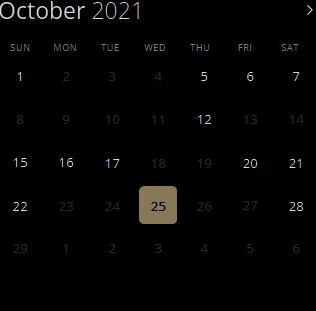 October 2021 >
SUN MON TUE WED THU FRI SAT
1 2 3 4 5 6 7
8 9 10 11 12 13 14
15 16 17 18 19 20 21
22 23 24 25 26 27 28
29 1 2 3 4 5 6